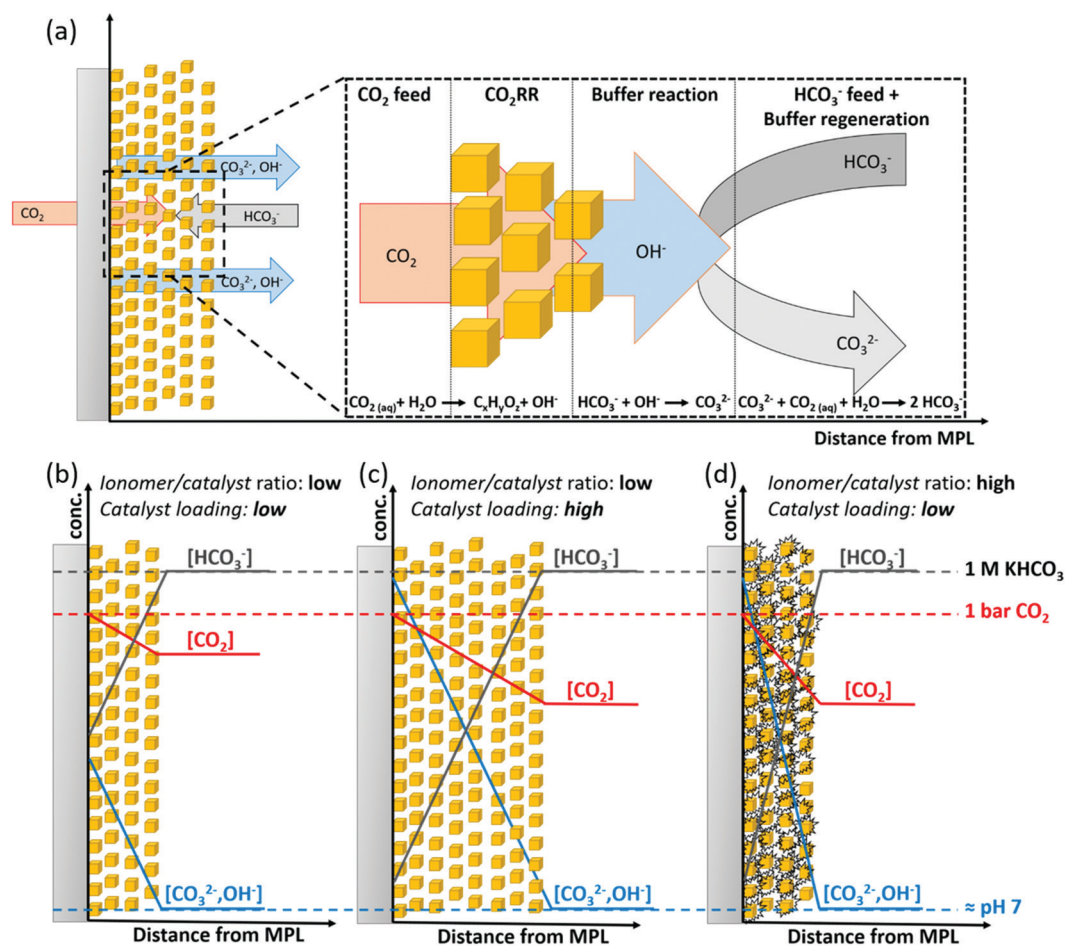 (a)
CO₂ feed
CO₂RR
Buffer reaction
HCO₃⁻ feed +
Buffer regeneration
CO₃²⁻, OH⁻
CO₂
HCO₃⁻
CO₃²⁻, OH⁻
CO₂
OH⁻
HCO₃⁻
CO₃²⁻
CO₂ (aq) + H₂O → CₓHᵧO_z + OH⁻
HCO₃⁻ + OH⁻ → CO₃²⁻
CO₃²⁻ + CO₂ (aq) + H₂O → 2 HCO₃⁻
Distance from MPL
(b)
Ionomer/catalyst ratio: low
Catalyst loading: low
conc.
[HCO₃⁻]
[CO₂]
[CO₃²⁻,OH⁻]
Distance from MPL
(c)
Ionomer/catalyst ratio: low
Catalyst loading: high
conc.
[HCO₃⁻]
[CO₂]
[CO₃²⁻,OH⁻]
Distance from MPL
(d)
Ionomer/catalyst ratio: high
Catalyst loading: low
conc.
[HCO₃⁻]
1 M KHCO₃
1 bar CO₂
[CO₂]
[CO₃²⁻,OH⁻]
≈ pH 7
Distance from MPL